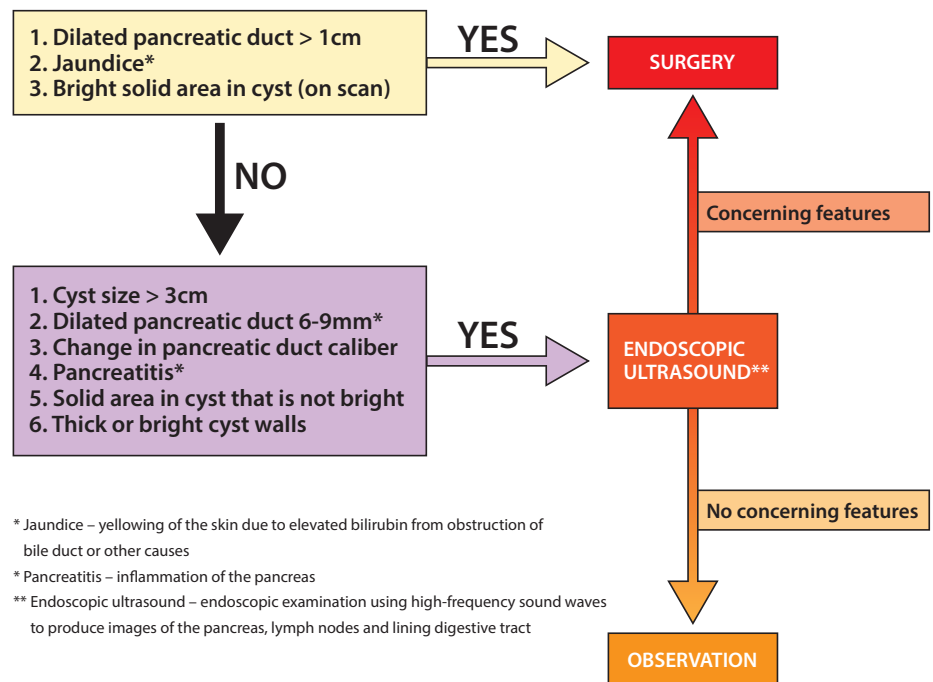 1. Dilated pancreatic duct > 1cm
2. Jaundice*
3. Bright solid area in cyst (on scan)
YES
SURGERY
NO
Concerning features
1. Cyst size > 3cm
2. Dilated pancreatic duct 6-9mm*
3. Change in pancreatic duct caliber
4. Pancreatitis*
5. Solid area in cyst that is not bright
6. Thick or bright cyst walls
YES
ENDOSCOPIC
ULTRASOUND**
No concerning features
* Jaundice – yellowing of the skin due to elevated bilirubin from obstruction of
bile duct or other causes
* Pancreatitis – inflammation of the pancreas
** Endoscopic ultrasound – endoscopic examination using high-frequency sound waves
to produce images of the pancreas, lymph nodes and lining digestive tract
OBSERVATION